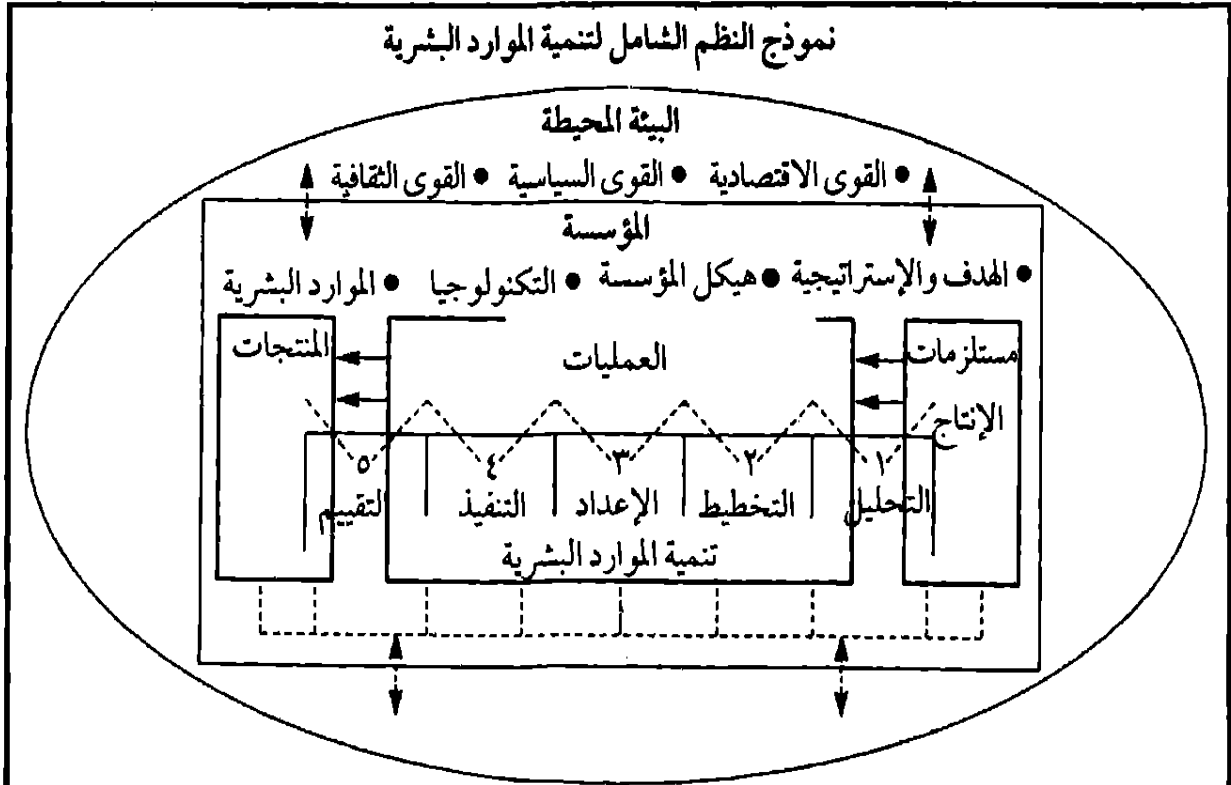 نموذج النظم الشامل لتنمية الموارد البشرية
البيئة المحيطة
● القوى الاقتصادية ● القوى السياسية ● القوى الثقافية
المؤسسة
● الهدف والإستراتيجية ● هيكل المؤسسة ● التكنولوجيا ● الموارد البشرية
مستلزمات العمليات المنتجات
الإنتاج
١ ٢ ٣ ٤ ٥
التحليل التخطيط الإعداد التنفيذ التقييم
تنمية الموارد البشرية